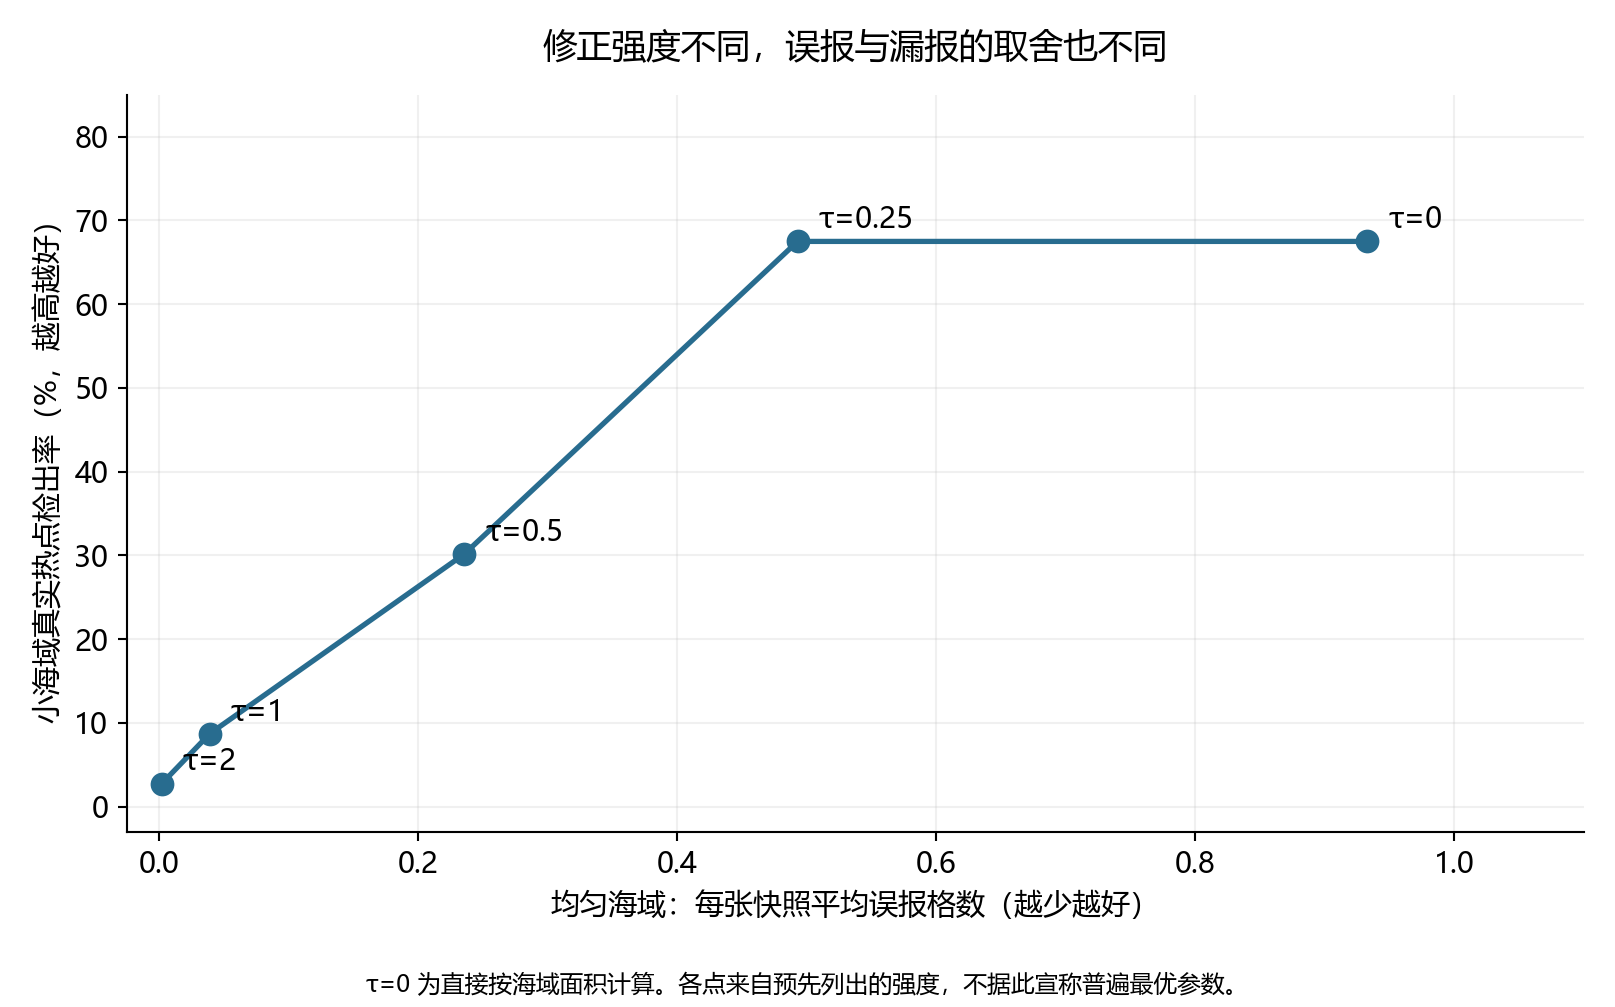 修正强度不同，误报与漏报的取舍也不同
小海域真实热点检出率（%，越高越好）
80
70
60
50
40
30
20
10
0
τ=0.25
τ=0
τ=0.5
τ=1
τ=2
0.0
0.2
0.4
0.6
0.8
1.0
均匀海域：每张快照平均误报格数（越少越好）
τ=0 为直接按海域面积计算。各点来自预先列出的强度，不据此宣称普遍最优参数。